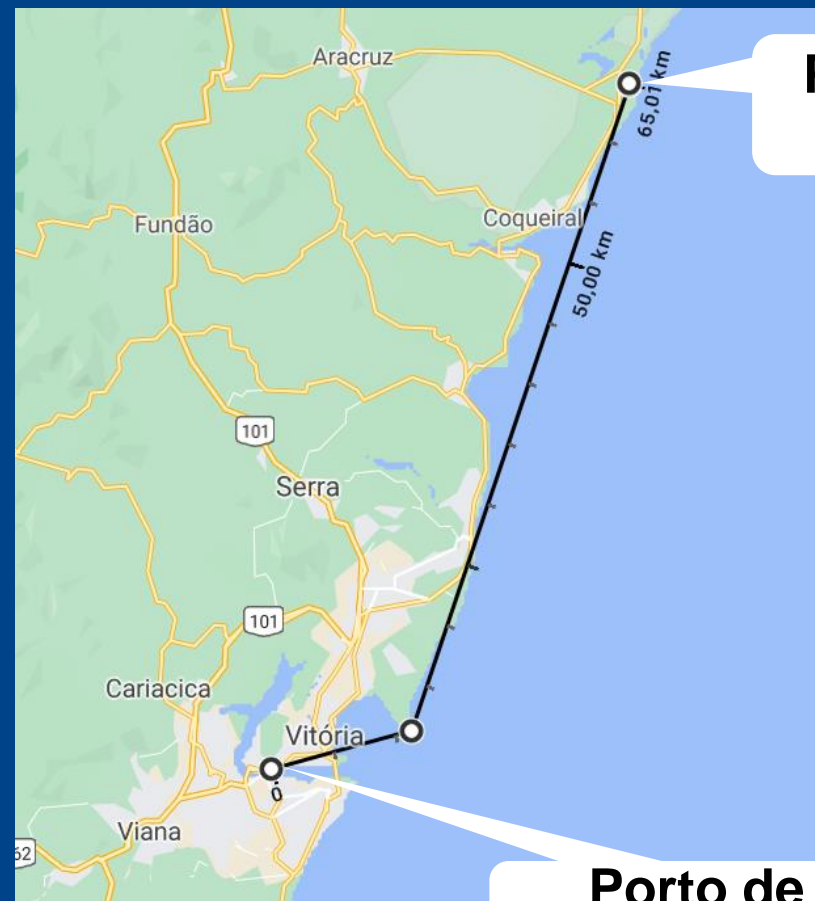 Aracruz
65,01 km
Fundão
Coqueiral
50,00 km
101
Serra
101
Cariacica
Vitória
0
Viana
62
Porto de